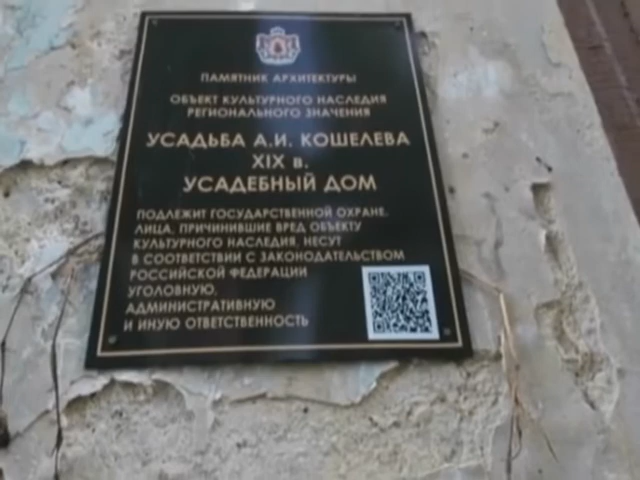 ПАМЯТНИК АРХИТЕКТУРЫ
ОБЪЕКТ КУЛЬТУРНОГО НАСЛЕДИЯ
РЕГИОНАЛЬНОГО ЗНАЧЕНИЯ
УСАДЬБА А.И. КОШЕЛЕВА
XIX в.
УСАДЕБНЫЙ ДОМ
ПОДЛЕЖИТ ГОСУДАРСТВЕННОЙ ОХРАНЕ.
ЛИЦА, ПРИЧИНИВШИЕ ВРЕД ОБЪЕКТУ
КУЛЬТУРНОГО НАСЛЕДИЯ, НЕСУТ
В СООТВЕТСТВИИ С ЗАКОНОДАТЕЛЬСТВОМ
РОССИЙСКОЙ ФЕДЕРАЦИИ
УГОЛОВНУЮ,
АДМИНИСТРАТИВНУЮ
И ИНУЮ ОТВЕТСТВЕННОСТЬ